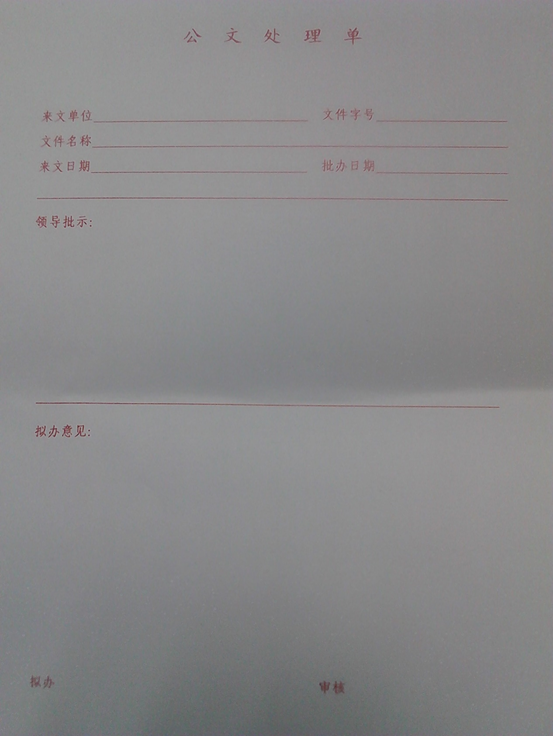 公文处理单
来文单位 文件字号
文件名称
来文日期 批办日期
领导批示:
拟办意见:
拟办 审核